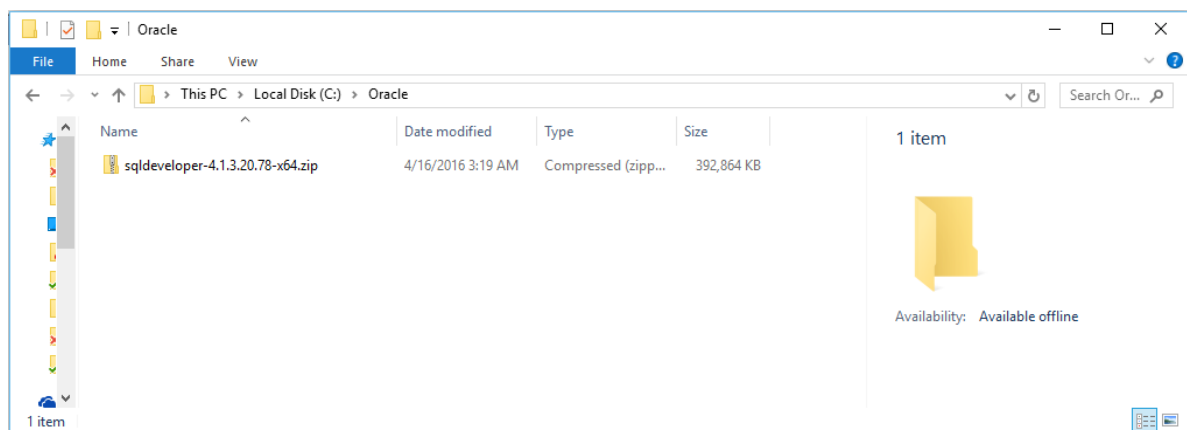 Oracle
File Home Share View
This PC > Local Disk (C:) > Oracle Search Or...
Name Date modified Type Size
1 item
sqldeveloper-4.1.3.20.78-x64.zip 4/16/2016 3:19 AM Compressed (zipp... 392,864 KB
Availability: Available offline
1 item